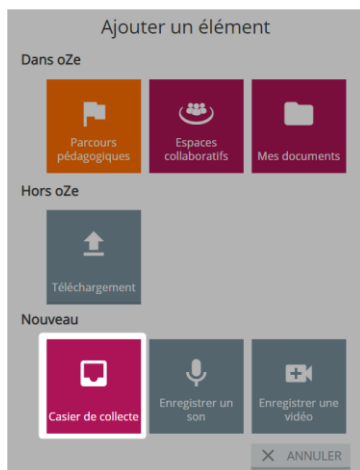 Ajouter un élément
Dans oZe
Parcours
pédagogiques
Espaces
collaboratifs
Mes documents
Hors oZe
Téléchargement
Nouveau
Casier de collecte
Enregistrer un
son
Enregistrer une
vidéo
ANNULER